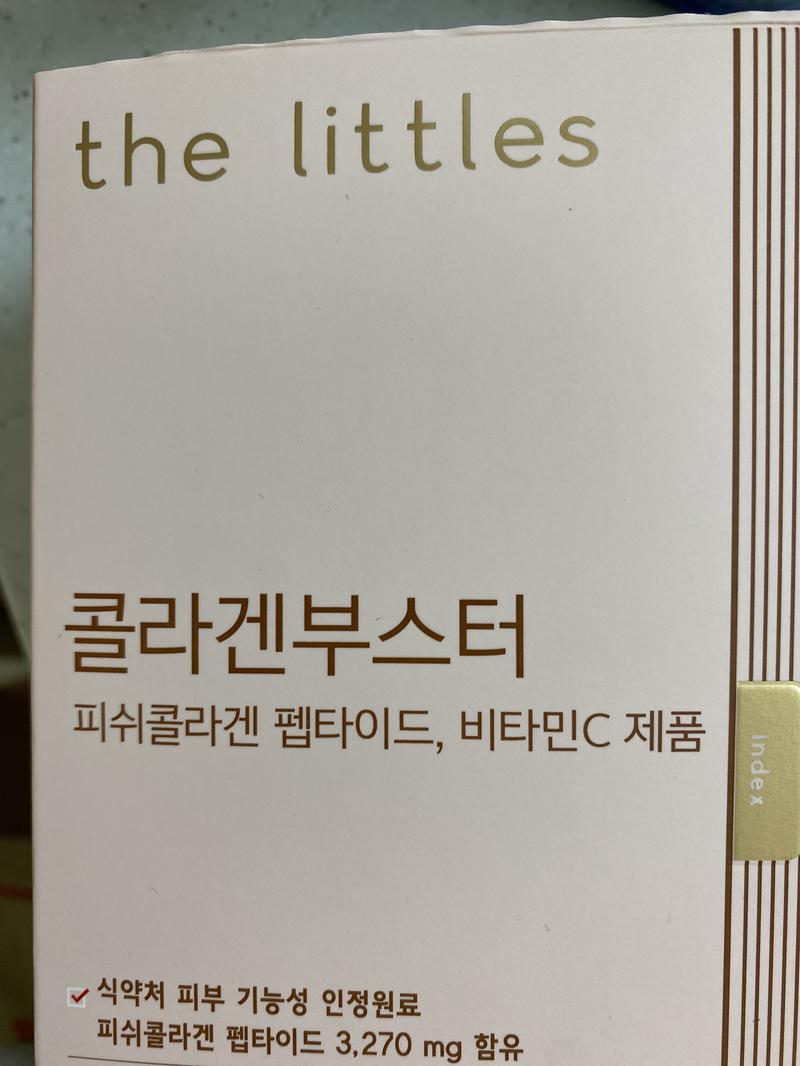 the littles
콜라겐부스터
피쉬콜라겐 펩타이드, 비타민C 제품
index
식약처 피부 기능성 인정원료
피쉬콜라겐 펩타이드 3,270 mg 함유